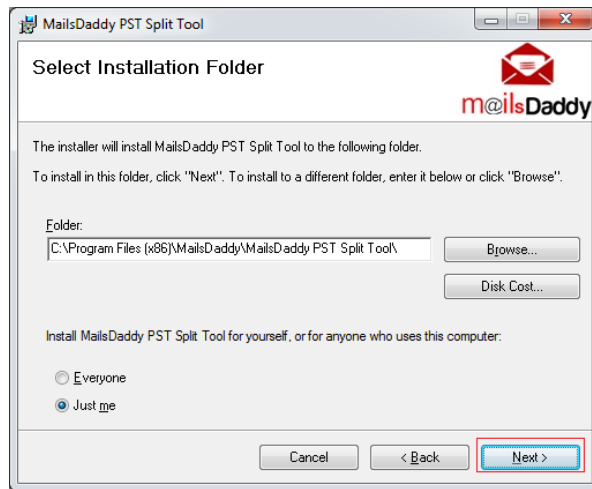 MailsDaddy PST Split Tool
Select Installation Folder
m@ilsDaddy
The installer will install MailsDaddy PST Split Tool to the following folder.
To install in this folder, click "Next". To install to a different folder, enter it below or click "Browse".
Folder:
C:\Program Files (x86)\MailsDaddy\MailsDaddy PST Split Tool\
Browse...
Disk Cost...
Install MailsDaddy PST Split Tool for yourself, or for anyone who uses this computer:
Everyone
Just me
Cancel
< Back
Next >